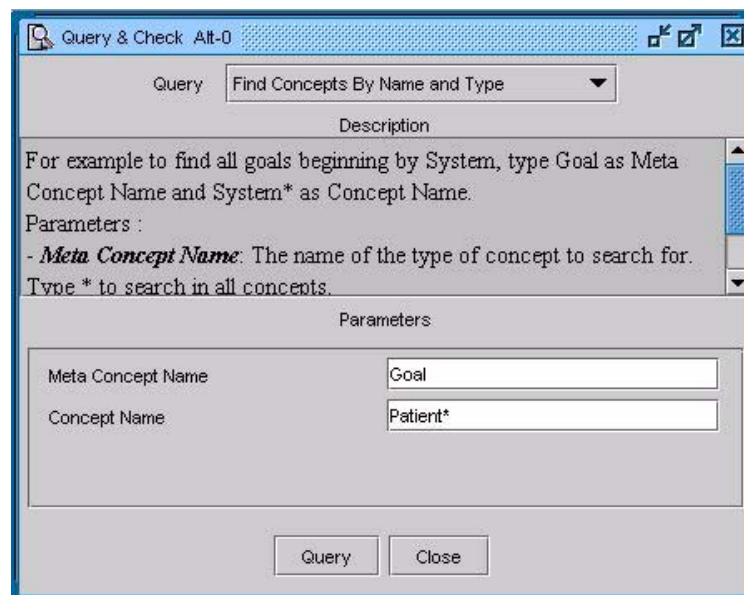 Query & Check Alt-0
Query Find Concepts By Name and Type
Description
For example to find all goals beginning by System, type Goal as Meta
Concept Name and System* as Concept Name.
Parameters :
- Meta Concept Name: The name of the type of concept to search for.
Type * to search in all concepts.
Parameters
Meta Concept Name Goal
Concept Name Patient*
Query Close